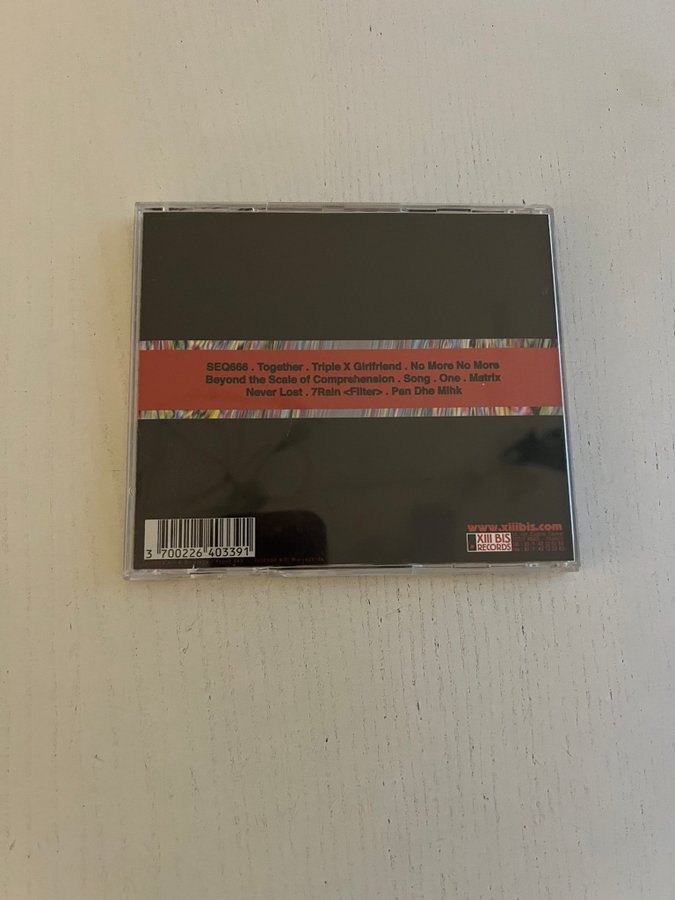 SEQ666 . Together . Triple X Girlfriend . No More No More
Beyond the Scale of Comprehension . Song . One . Matrix
Never Lost . 7Rain <Filter> . Pan Dhe Mihk
3 700226 403391
www.xiiibis.com
XIII BIS
RECORDS